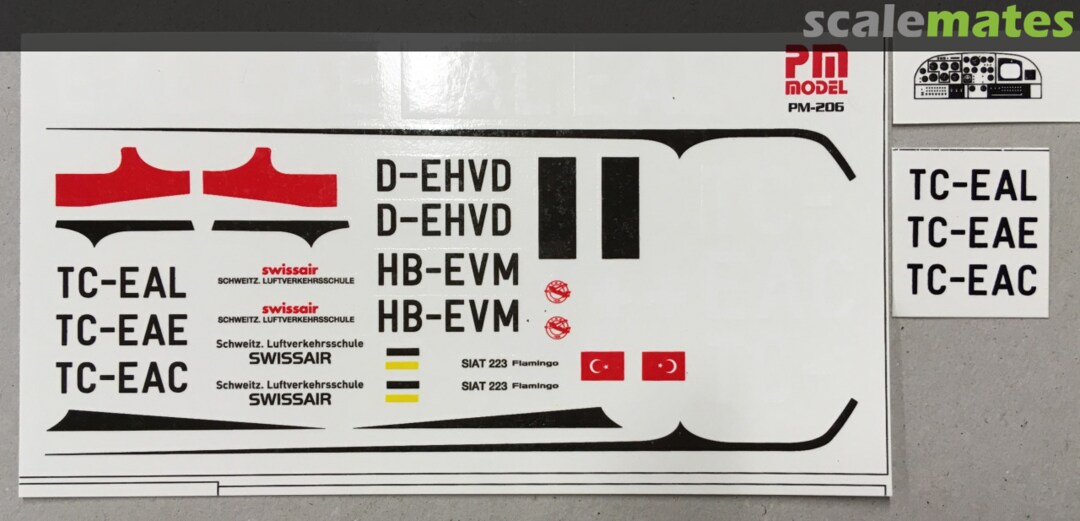 scalemates
PM
MODEL
PM-206
D-EHVD
D-EHVD
HB-EVM
HB-EVM
TC-EAL
TC-EAE
TC-EAC
swissair
SCHWEITZ. LUFTVERKEHRSSCHULE
swissair
SCHWEITZ. LUFTVERKEHRSSCHULE
Schweitz. Luftverkehrsschule
SWISSAIR
Schweitz. Luftverkehrsschule
SWISSAIR
SIAT 223 Flamingo
SIAT 223 Flamingo
TC-EAL
TC-EAE
TC-EAC